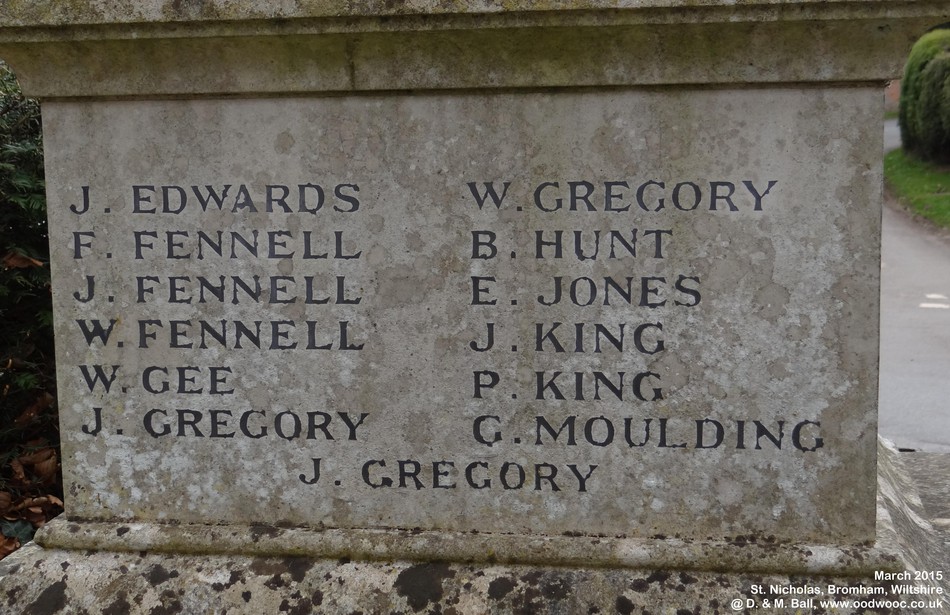 J. EDWARDS
F. FENNELL
J. FENNELL
W. FENNELL
W. GEE
J. GREGORY
W. GREGORY
B. HUNT
E. JONES
J. KING
P. KING
G. MOULDING
J. GREGORY
March 2015
St. Nicholas, Bromham, Wiltshire
@ D. & M. Ball, www.oodwooc.co.uk